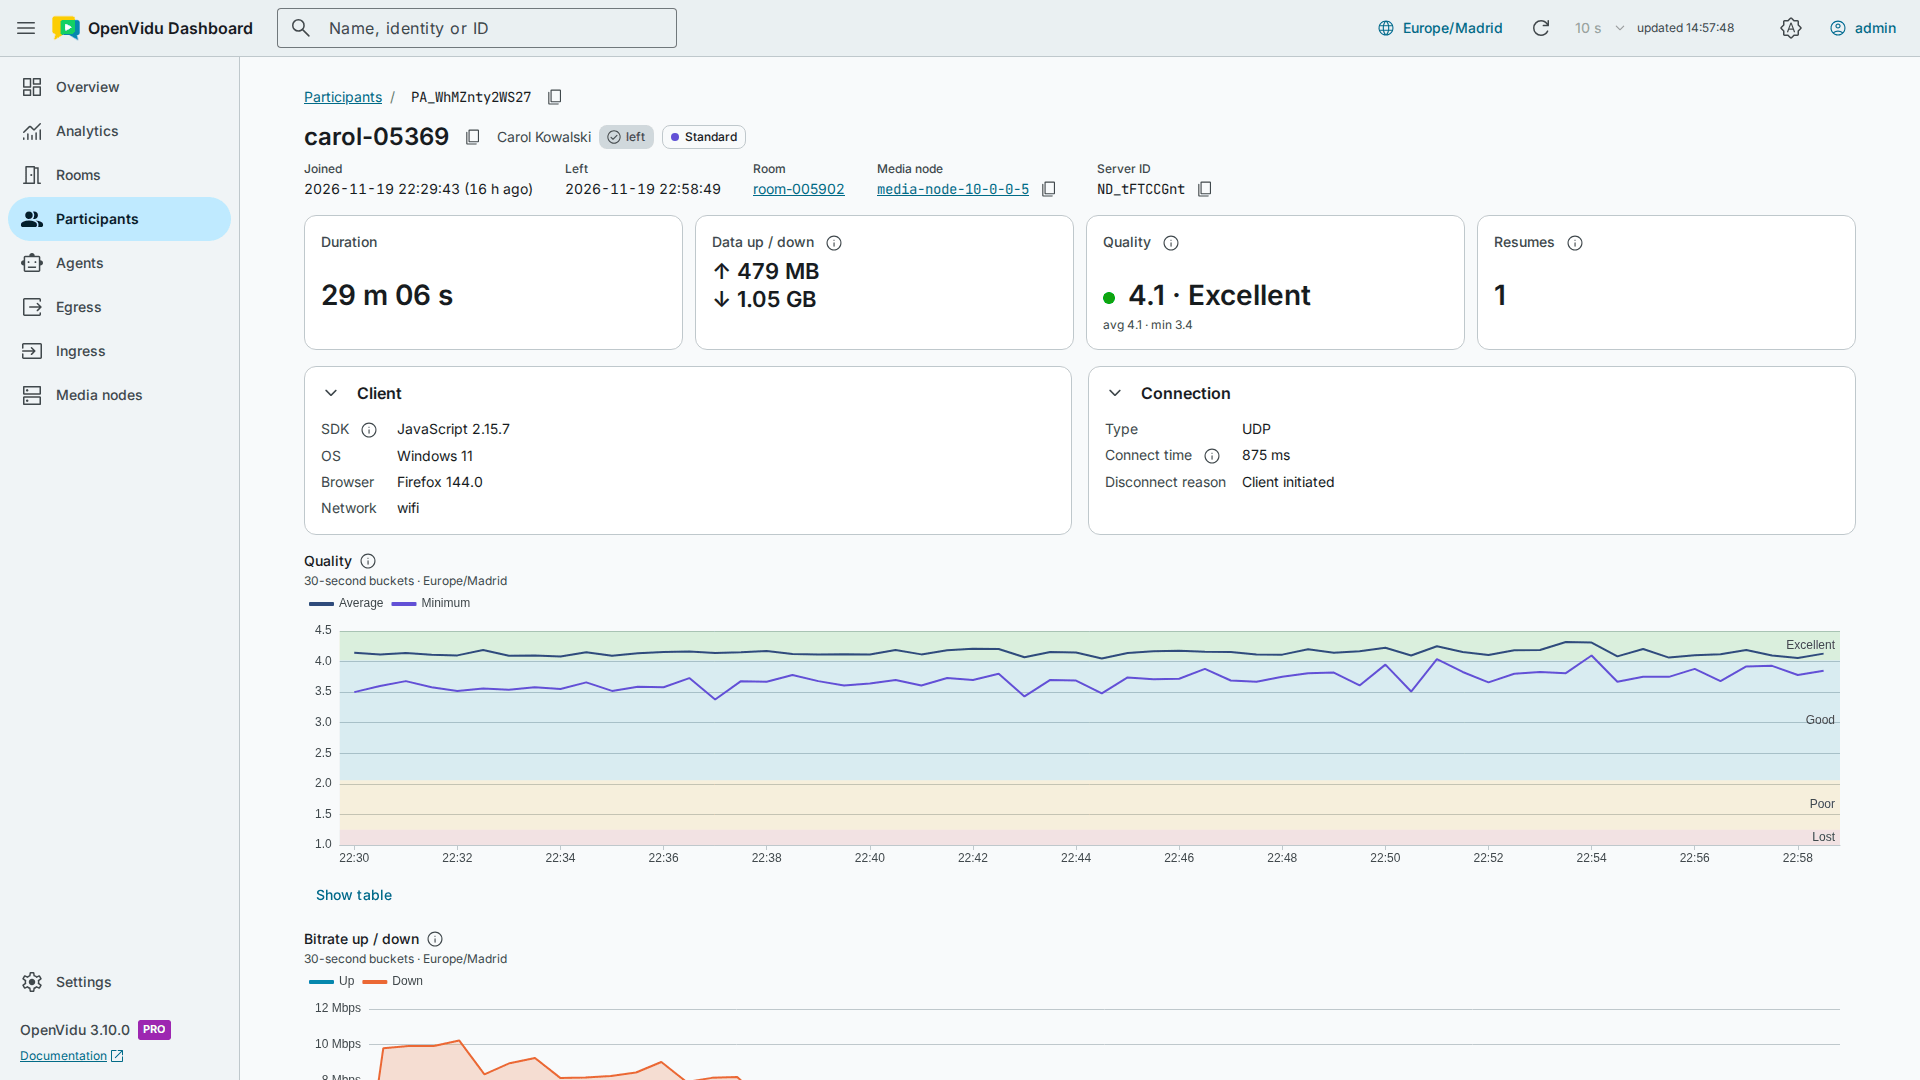 OpenVidu Dashboard
Name, identity or ID
Europe/Madrid
10 s
updated 14:57:48
admin
Overview
Analytics
Rooms
Participants
Agents
Egress
Ingress
Media nodes
Settings
OpenVidu 3.10.0 PRO
Documentation
Participants / PA_WhMZnty2WS27
carol-05369 Carol Kowalski left Standard
Joined
2026-11-19 22:29:43 (16 h ago)
Left
2026-11-19 22:58:49
Room
room-005902
Media node
media-node-10-0-0-5
Server ID
ND_tFTCCGnt
Duration
29 m 06 s
Data up / down
↑ 479 MB
↓ 1.05 GB
Quality
4.1 · Excellent
avg 4.1 · min 3.4
Resumes
1
Client
SDK JavaScript 2.15.7
OS Windows 11
Browser Firefox 144.0
Network wifi
Connection
Type UDP
Connect time 875 ms
Disconnect reason Client initiated
Quality
30-second buckets · Europe/Madrid
Average Minimum
4.5
4.0
3.5
3.0
2.5
2.0
1.5
1.0
Excellent
Good
Poor
Lost
22:30 22:32 22:34 22:36 22:38 22:40 22:42 22:44 22:46 22:48 22:50 22:52 22:54 22:56 22:58
Show table
Bitrate up / down
30-second buckets · Europe/Madrid
Up Down
12 Mbps
10 Mbps
8 Mbps